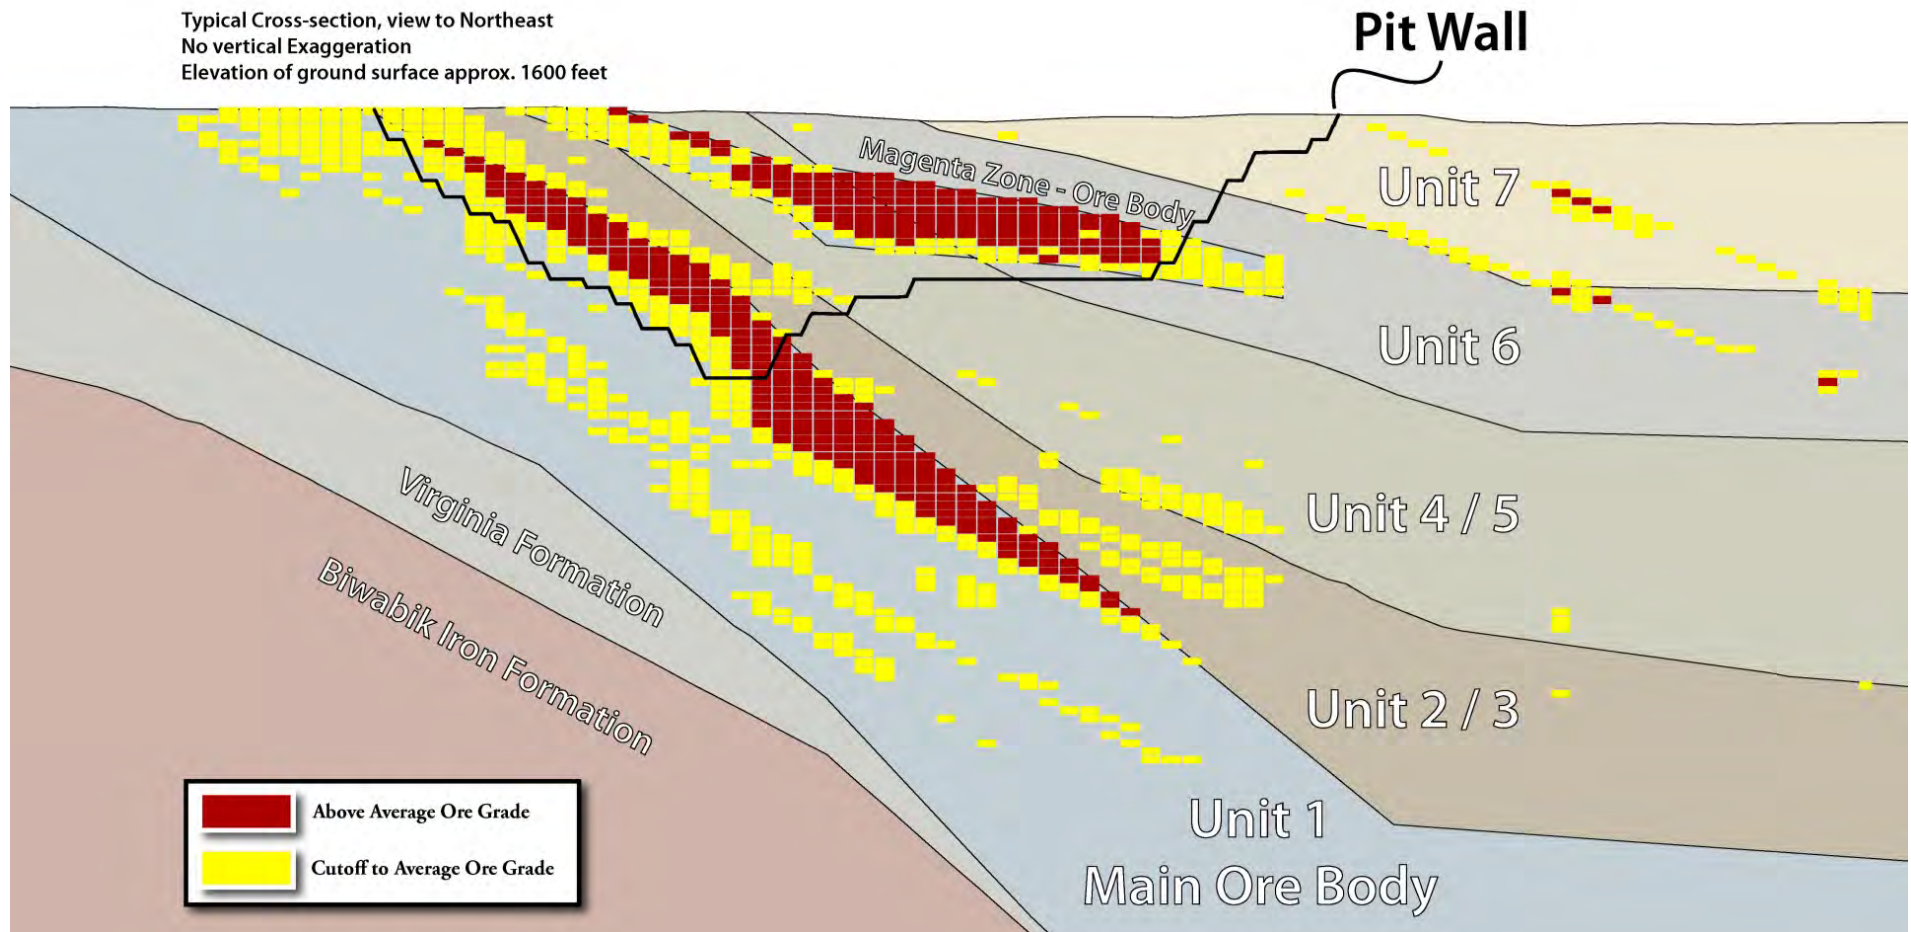 Typical Cross-section, view to Northeast
No vertical Exaggeration
Elevation of ground surface approx. 1600 feet
Pit Wall
Magenta Zone - Ore Body
Unit 7
Unit 6
Unit 4 / 5
Virginia Formation
Biwabik Iron Formation
Unit 2 / 3
Unit 1
Main Ore Body
Above Average Ore Grade
Cutoff to Average Ore Grade